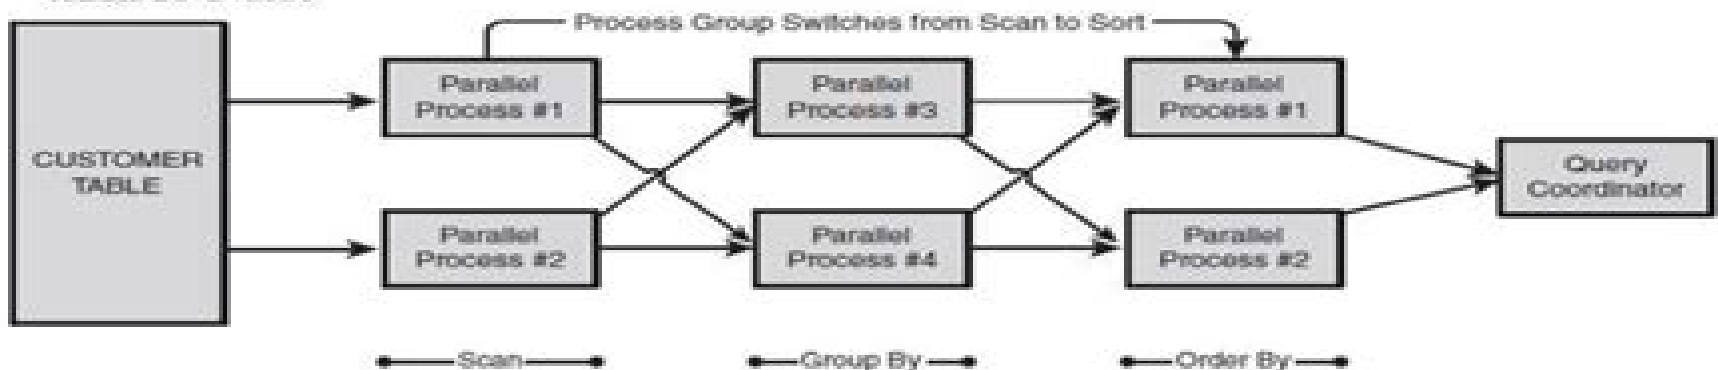 Process Group Switches from Scan to Sort
CUSTOMER
TABLE
Parallel
Process #1
Parallel
Process #2
Parallel
Process #3
Parallel
Process #4
Parallel
Process #1
Parallel
Process #2
Query
Coordinator
Scan
Group By
Order By